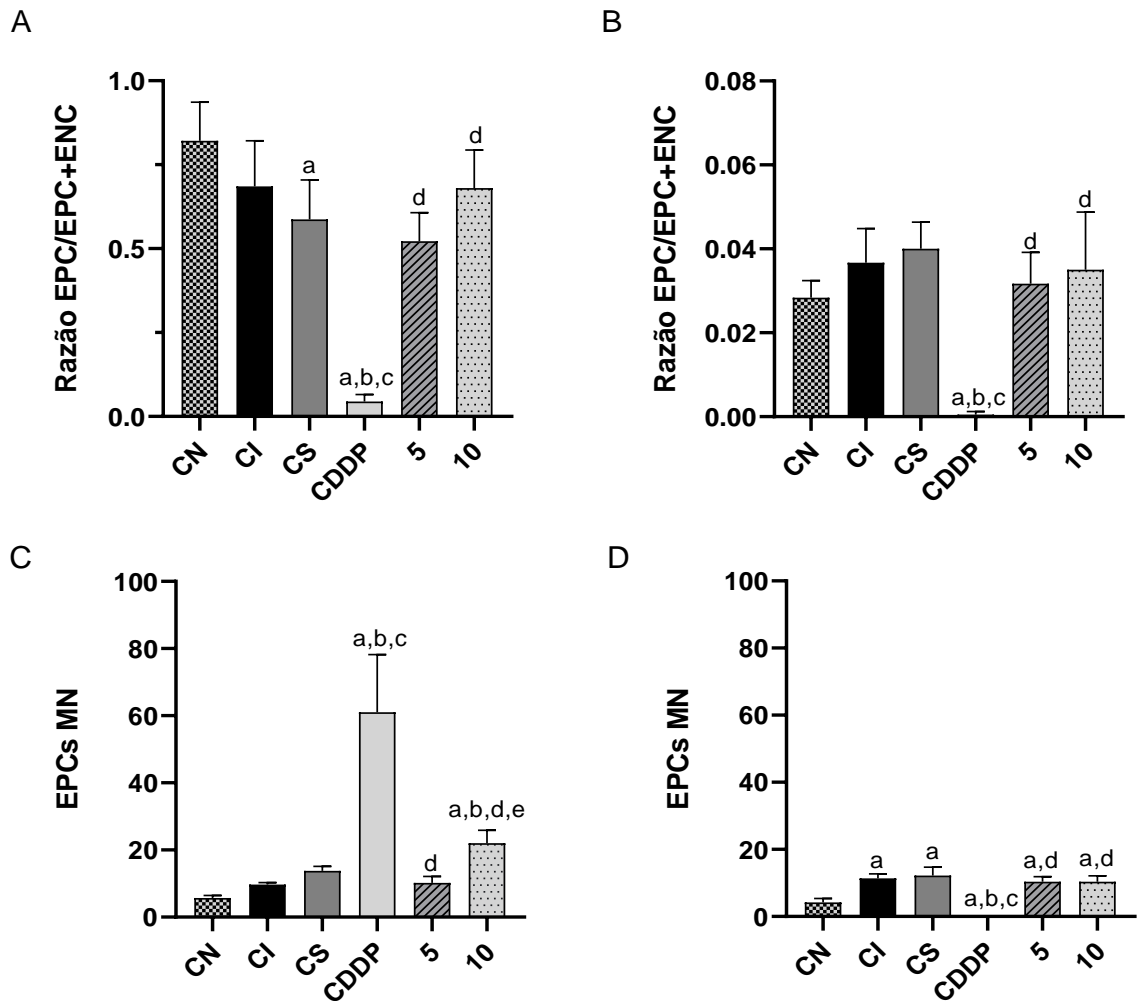 A
Razão EPC/EPC+ENC
1.0
0.5
0.0
a
a,b,c
d
d
CN
CI
CS
CDDP
5
10
B
Razão EPC/EPC+ENC
0.08
0.06
0.04
0.02
0.00
a,b,c
d
d
CN
CI
CS
CDDP
5
10
C
EPCs MN
100
80
60
40
20
0
a,b,c
d
a,b,d,e
CN
CI
CS
CDDP
5
10
D
EPCs MN
100
80
60
40
20
0
a
a
a,b,c
a,d
a,d
CN
CI
CS
CDDP
5
10